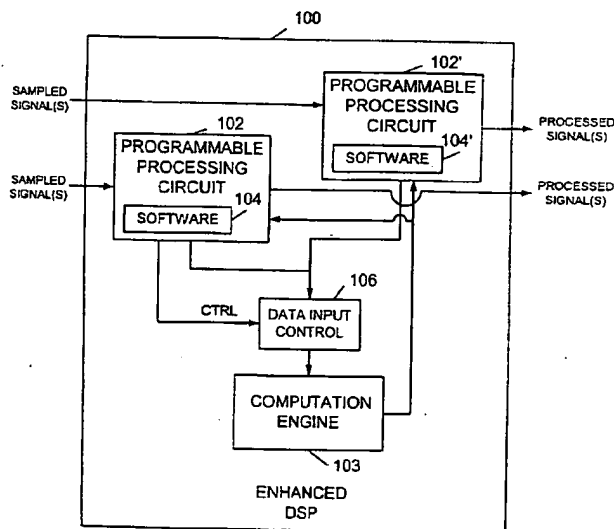 100
SAMPLED
SIGNAL(S)
102'
PROGRAMMABLE
PROCESSING
CIRCUIT
SOFTWARE
104'
PROCESSED
SIGNAL(S)
SAMPLED
SIGNAL(S)
102
PROGRAMMABLE
PROCESSING
CIRCUIT
SOFTWARE
104
PROCESSED
SIGNAL(S)
CTRL
106
DATA INPUT
CONTROL
COMPUTATION
ENGINE
103
ENHANCED
DSP